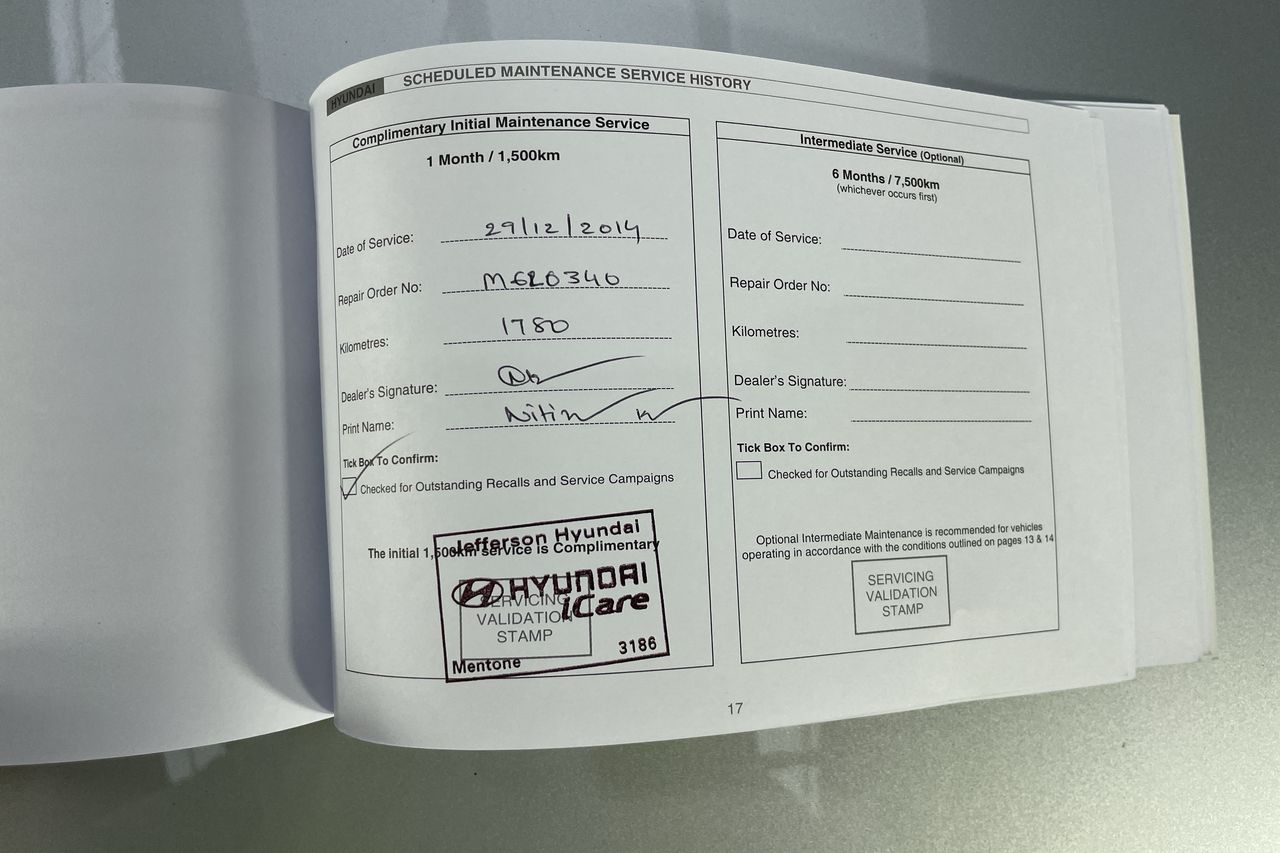 HYUNDAI
SCHEDULED MAINTENANCE SERVICE HISTORY
Complimentary Initial Maintenance Service
1 Month / 1,500km
Date of Service: 29/12/2014
Repair Order No:
Kilometres: 1780
Dealer's Signature:
Print Name: Nitin K
Tick Box To Confirm:
Checked for Outstanding Recalls and Service Campaigns
The initial 1,500km service is Complimentary
Jefferson Hyundai
HYUNDAI
iCare
SERVICING
VALIDATION
STAMP
3186
Mentone
Intermediate Service (Optional)
6 Months / 7,500km
(whichever occurs first)
Date of Service:
Repair Order No:
Kilometres:
Dealer's Signature:
Print Name:
Tick Box To Confirm:
Checked for Outstanding Recalls and Service Campaigns
Optional Intermediate Maintenance is recommended for vehicles
operating in accordance with the conditions outlined on pages 13 & 14
SERVICING
VALIDATION
STAMP
17